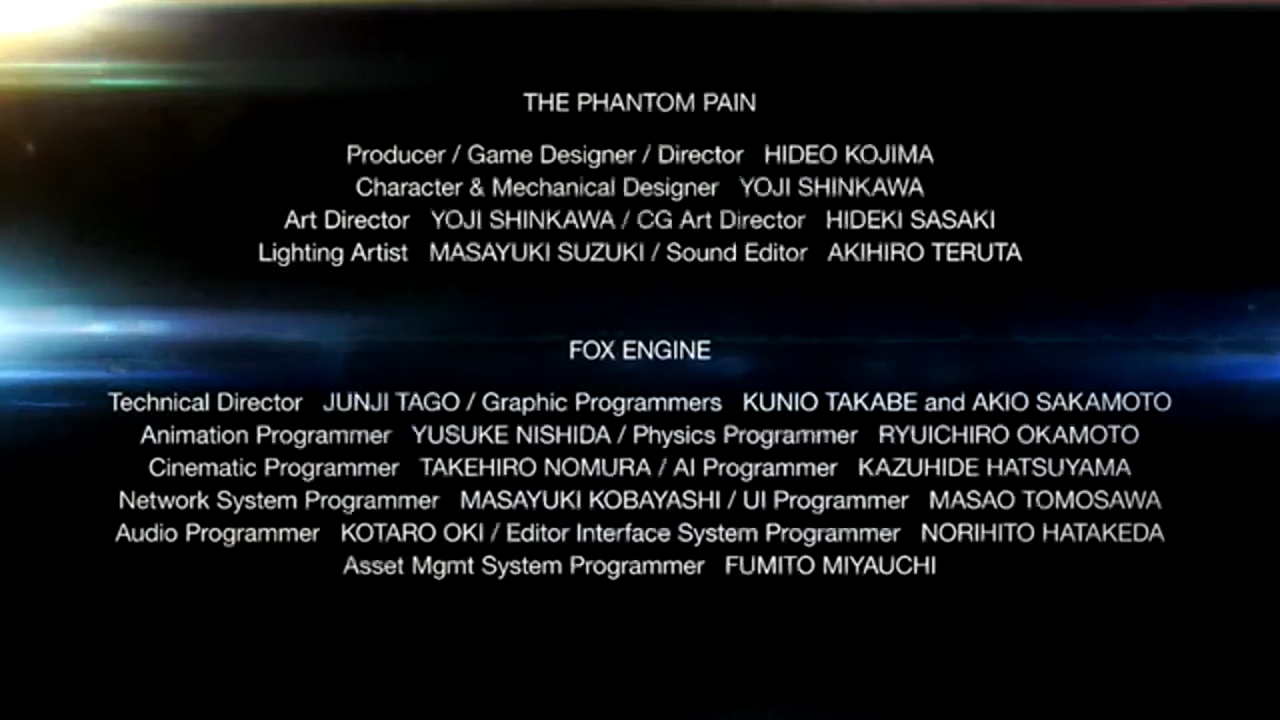 THE PHANTOM PAIN
Producer / Game Designer / Director HIDEO KOJIMA
Character & Mechanical Designer YOJI SHINKAWA
Art Director YOJI SHINKAWA / CG Art Director HIDEKI SASAKI
Lighting Artist MASAYUKI SUZUKI / Sound Editor AKIHIRO TERUTA
FOX ENGINE
Technical Director JUNJI TAGO / Graphic Programmers KUNIO TAKABE and AKIO SAKAMOTO
Animation Programmer YUSUKE NISHIDA / Physics Programmer RYUICHIRO OKAMOTO
Cinematic Programmer TAKEHIRO NOMURA / AI Programmer KAZUHIDE HATSUYAMA
Network System Programmer MASAYUKI KOBAYASHI / UI Programmer MASAO TOMOSAWA
Audio Programmer KOTARO OKI / Editor Interface System Programmer NORIHITO HATAKEDA
Asset Mgmt System Programmer FUMITO MIYAUCHI